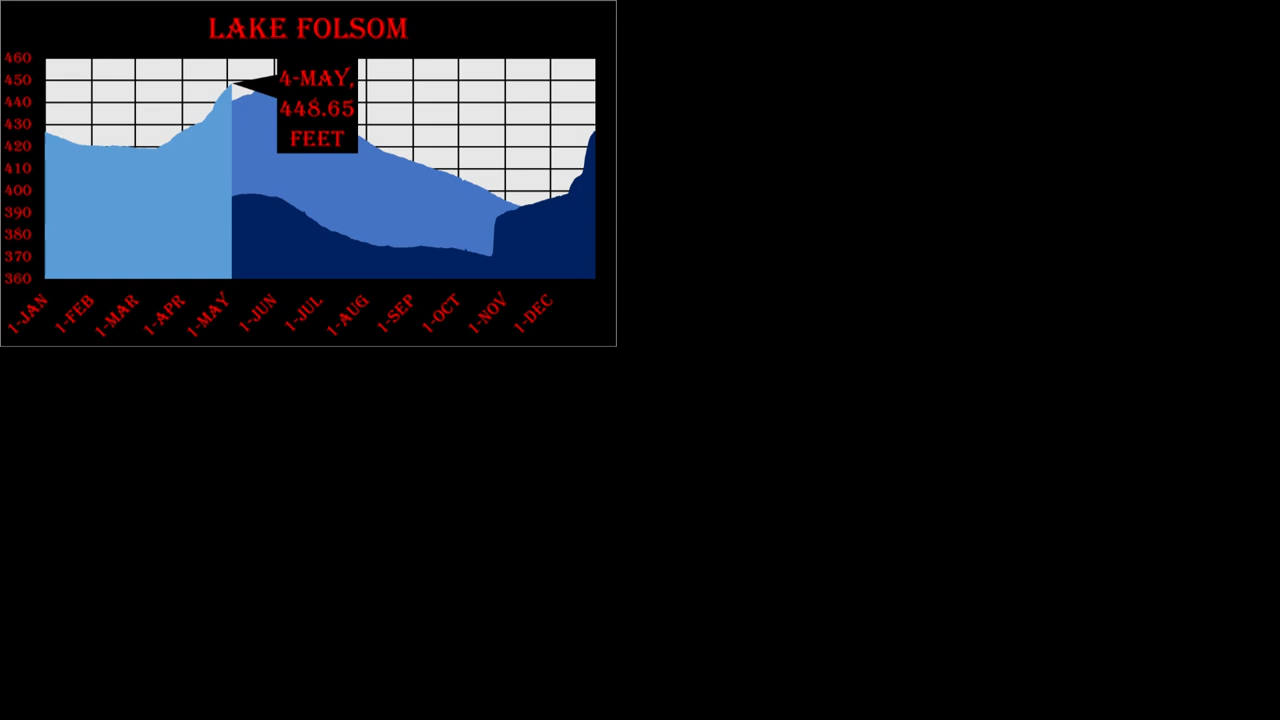 LAKE FOLSOM
460
450
440
430
420
410
400
390
380
370
360
4-MAY,
448.65
FEET
1-JAN
1-FEB
1-MAR
1-APR
1-MAY
1-JUN
1-JUL
1-AUG
1-SEP
1-OCT
1-NOV
1-DEC